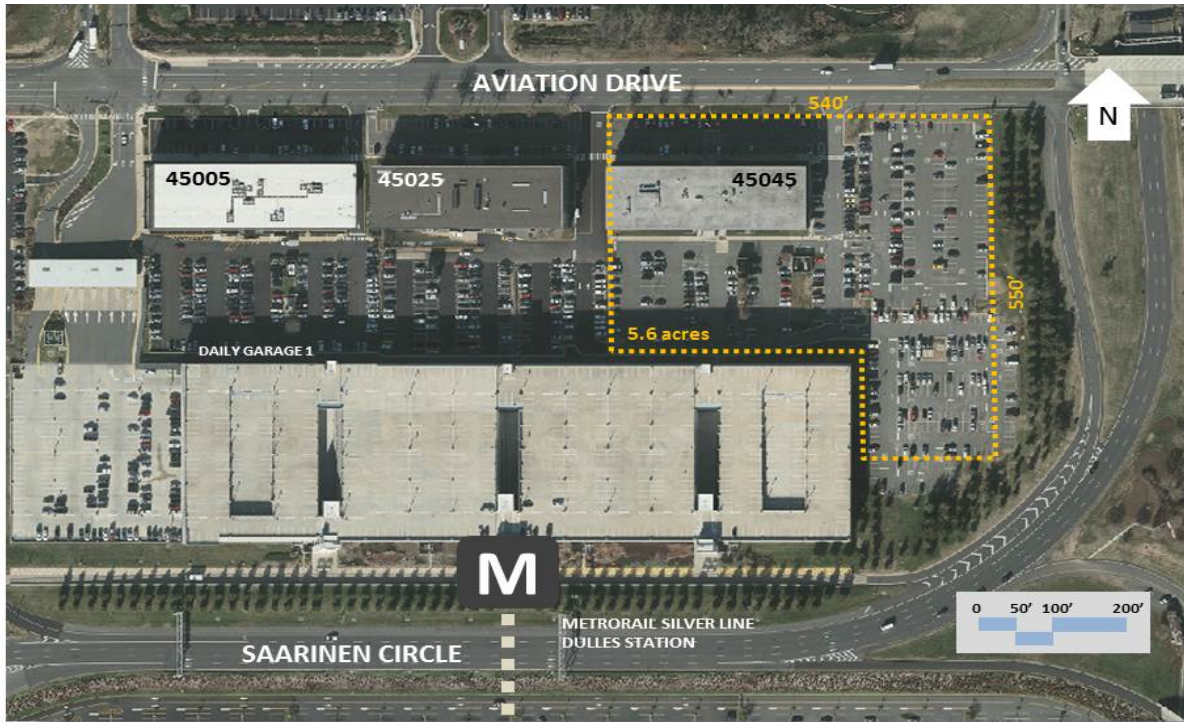 AVIATION DRIVE
540’
N
45005
45025
45045
550’
5.6 acres
DAILY GARAGE 1
M
METRORAIL SILVER LINE
DULLES STATION
SAARINEN CIRCLE
0 50’ 100’ 200’